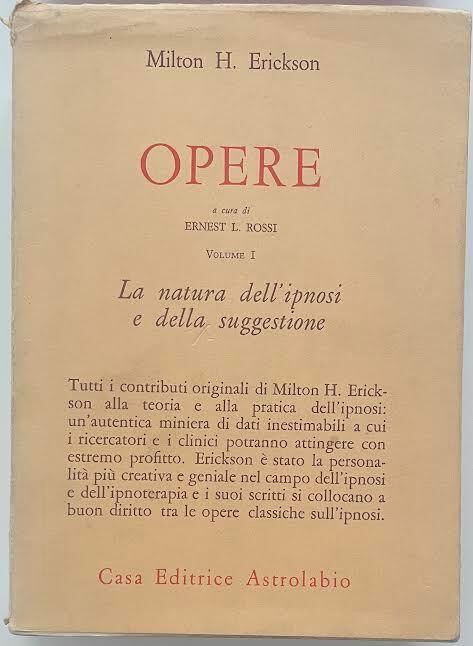 Milton H. Erickson
OPERE
a cura di
ERNEST L. ROSSI
VOLUME I
La natura dell'ipnosi
e della suggestione
Tutti i contributi originali di Milton H. Erick-
son alla teoria e alla pratica dell'ipnosi:
un'autentica miniera di dati inestimabili a cui
i ricercatori e i clinici potranno attingere con
estremo profitto. Erickson è stato la persona-
lità più creativa e geniale nel campo dell'ipnosi
e dell'ipnoterapia e i suoi scritti si collocano a
buon diritto tra le opere classiche sull'ipnosi.
Casa Editrice Astrolabio